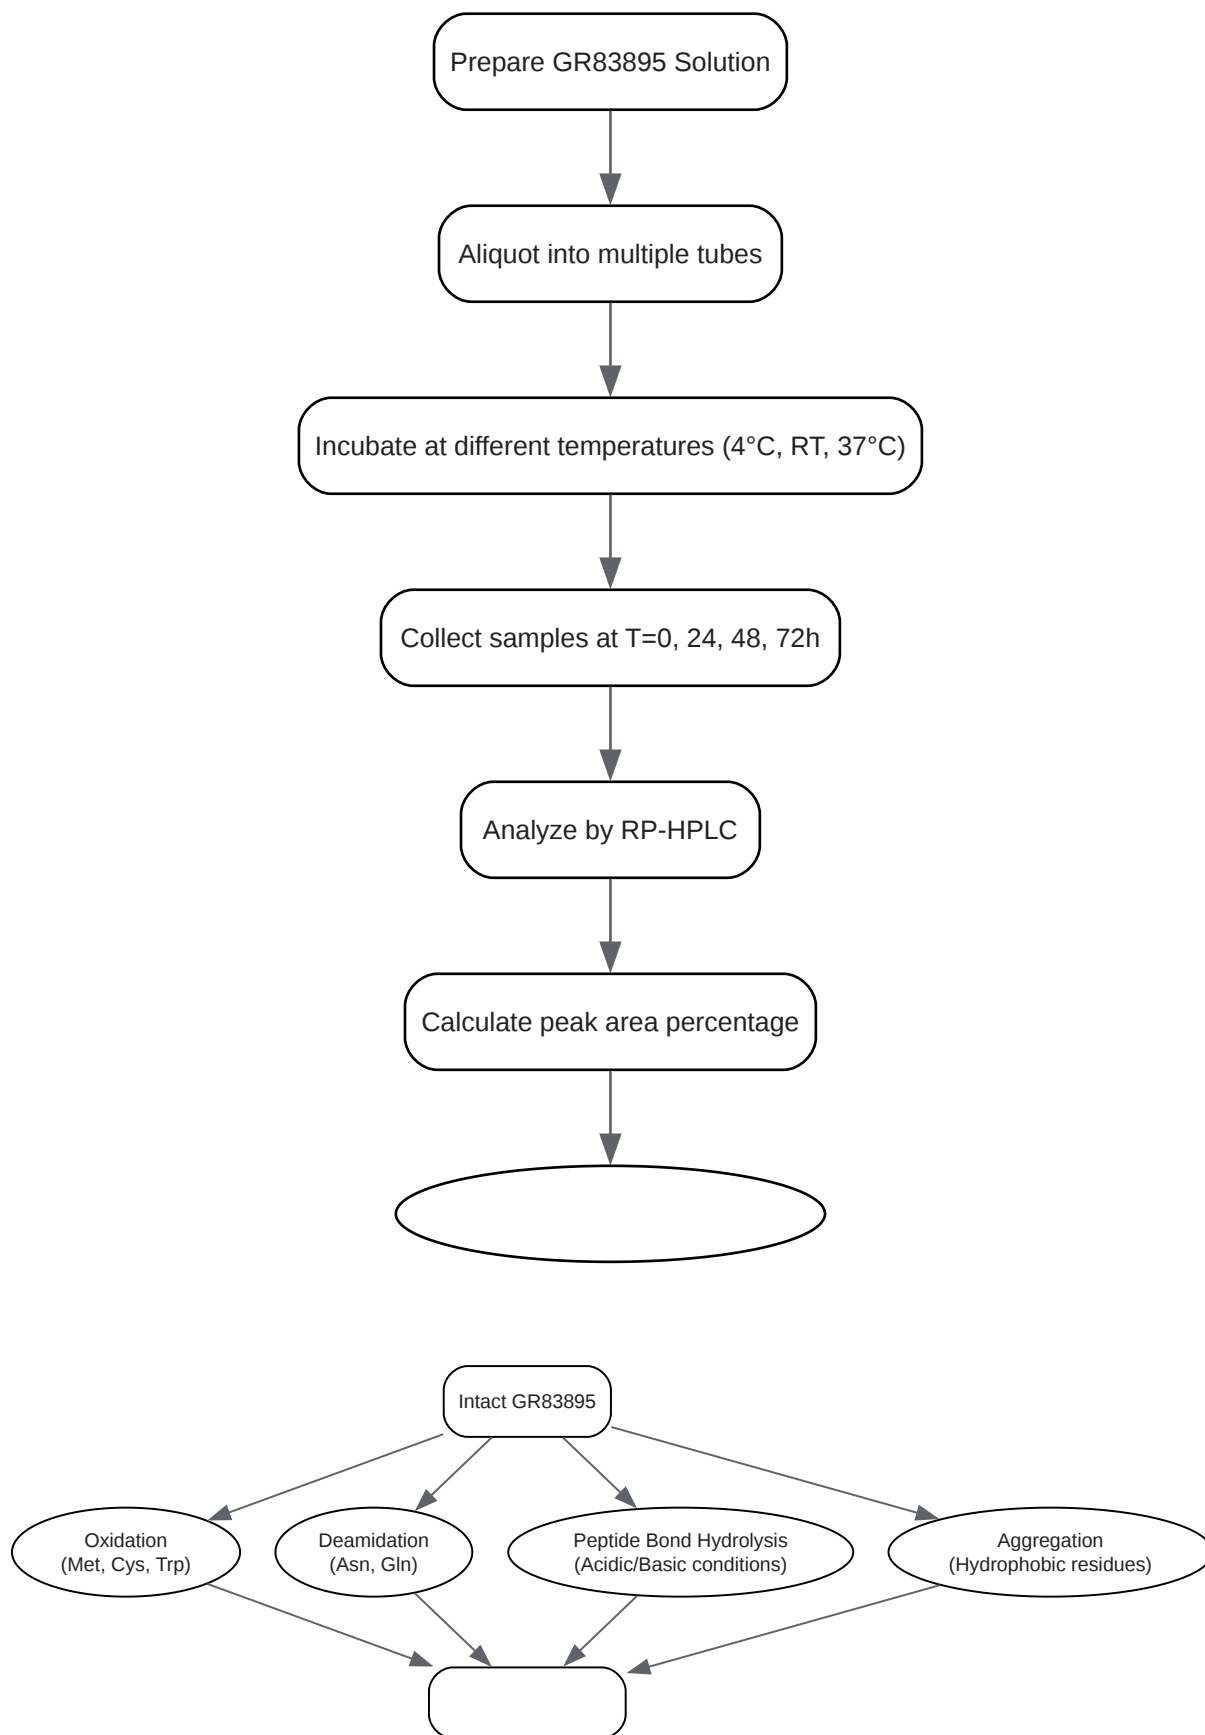 Prepare GR83895 Solution
Aliquot into multiple tubes
Incubate at different temperatures (4°C, RT, 37°C)
Collect samples at T=0, 24, 48, 72h
Analyze by RP-HPLC
Calculate peak area percentage
Intact GR83895
Oxidation
(Met, Cys, Trp)
Deamidation
(Asn, Gln)
Peptide Bond Hydrolysis
(Acidic/Basic conditions)
Aggregation
(Hydrophobic residues)